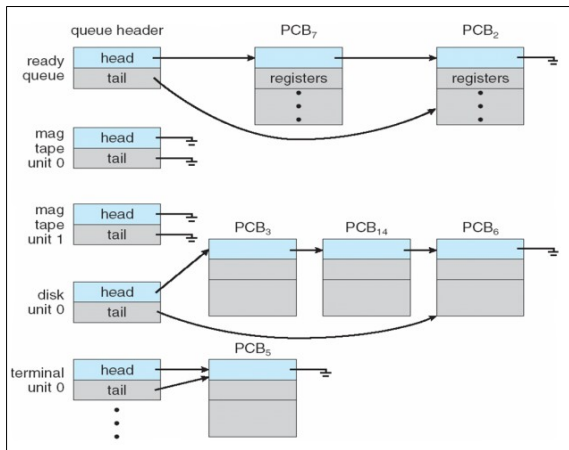 queue header
PCB7
PCB2
ready
queue
head
tail
registers
registers
mag
tape
unit 0
head
tail
mag
tape
unit 1
head
tail
PCB3
PCB14
PCB6
disk
unit 0
head
tail
PCB5
terminal
unit 0
head
tail